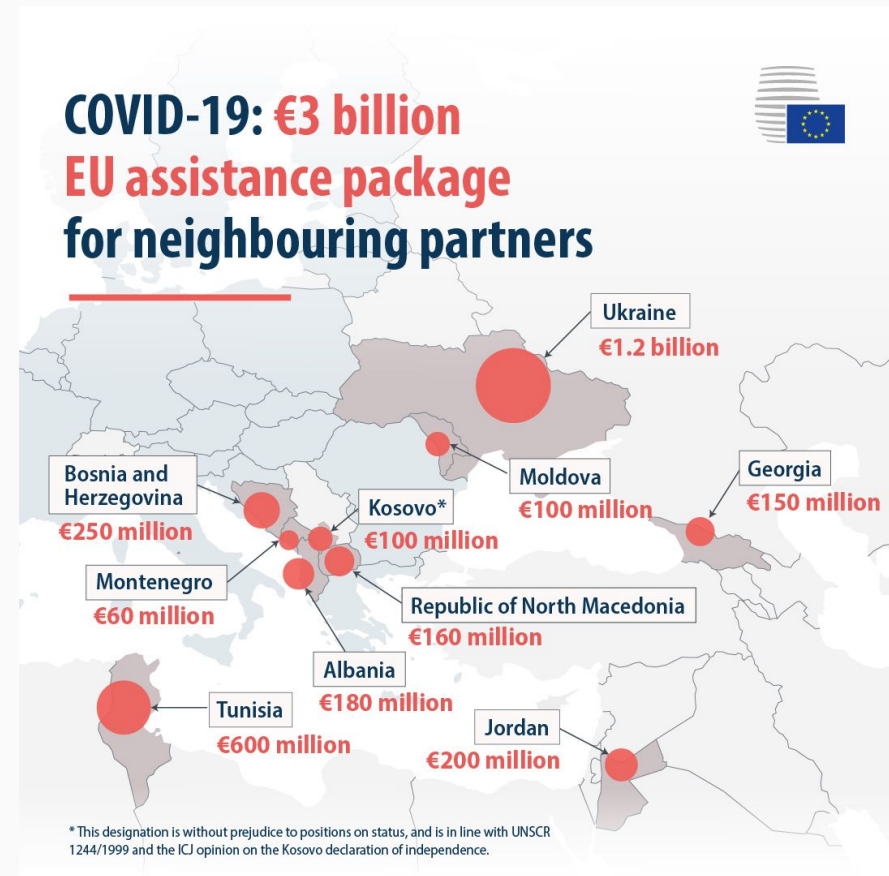 COVID-19: €3 billion
EU assistance package
for neighbouring partners
Ukraine
€1.2 billion
Moldova
€100 million
Georgia
€150 million
Bosnia and
Herzegovina
€250 million
Kosovo*
€100 million
Montenegro
€60 million
Republic of North Macedonia
€160 million
Albania
€180 million
Tunisia
€600 million
Jordan
€200 million
* This designation is without prejudice to positions on status, and is in line with UNSCR
1244/1999 and the ICJ opinion on the Kosovo declaration of independence.